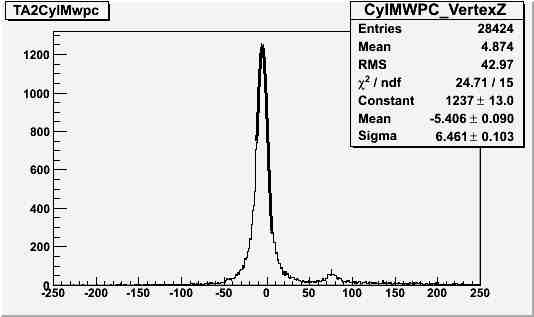 TA2CylMwpc
CylMWPC_VertexZ
Entries 28424
Mean 4.874
RMS 42.97
χ² / ndf 24.71 / 15
Constant 1237 ± 13.0
Mean -5.406 ± 0.090
Sigma 6.461 ± 0.103
1200
1000
800
600
400
200
0
-250 -200 -150 -100 -50 0 50 100 150 200 250